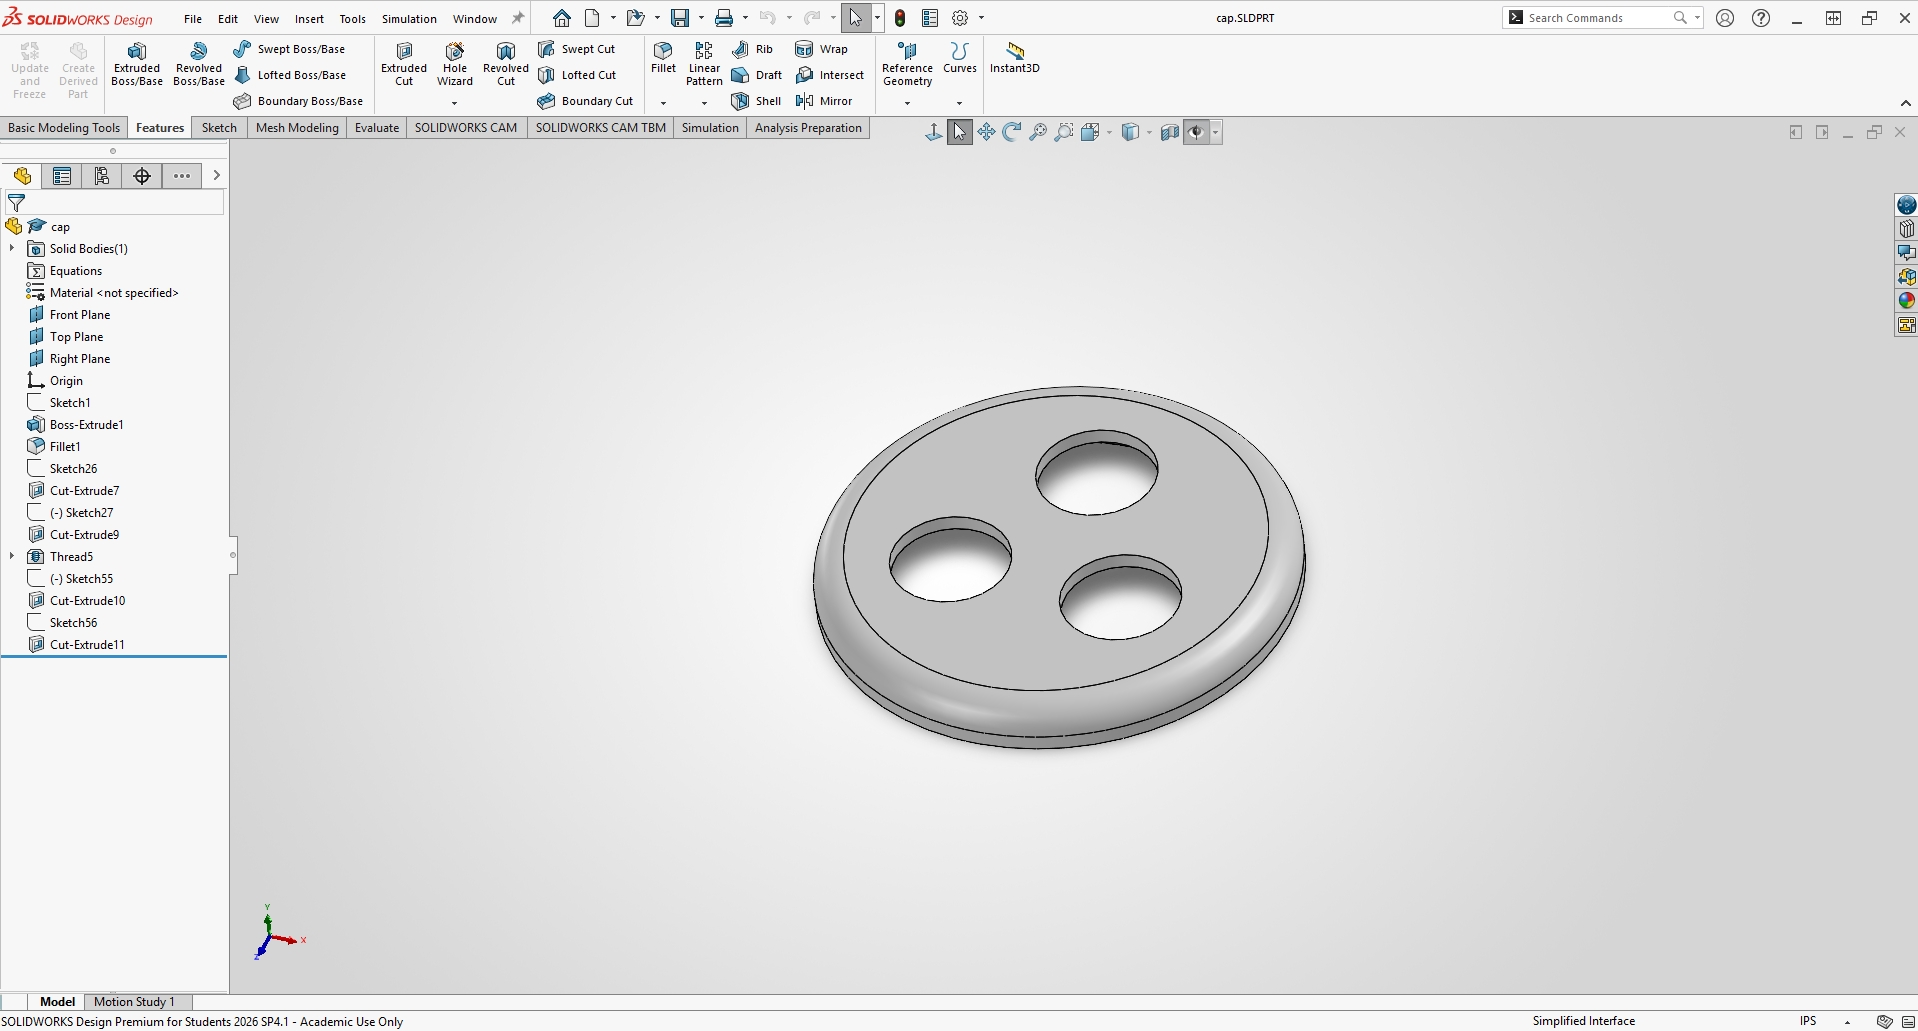 SOLIDWORKS Design File Edit View Insert Tools Simulation Window cap.SLDPRT Search Commands
Update and Freeze
Create Derived Part
Extruded Boss/Base
Revolved Boss/Base
Swept Boss/Base
Lofted Boss/Base
Boundary Boss/Base
Extruded Cut
Hole Wizard
Revolved Cut
Swept Cut
Lofted Cut
Boundary Cut
Fillet
Linear Pattern
Rib
Draft
Shell
Wrap
Intersect
Mirror
Reference Geometry
Curves
Instant3D
Basic Modeling Tools Features Sketch Mesh Modeling Evaluate SOLIDWORKS CAM SOLIDWORKS CAM TBM Simulation Analysis Preparation
cap
Solid Bodies(1)
Equations
Material <not specified>
Front Plane
Top Plane
Right Plane
Origin
Sketch1
Boss-Extrude1
Fillet1
Sketch26
Cut-Extrude7
(-) Sketch27
Cut-Extrude9
Thread5
(-) Sketch55
Cut-Extrude10
Sketch56
Cut-Extrude11
Y
X
Z
Model Motion Study 1
SOLIDWORKS Design Premium for Students 2026 SP4.1 - Academic Use Only Simplified Interface IPS